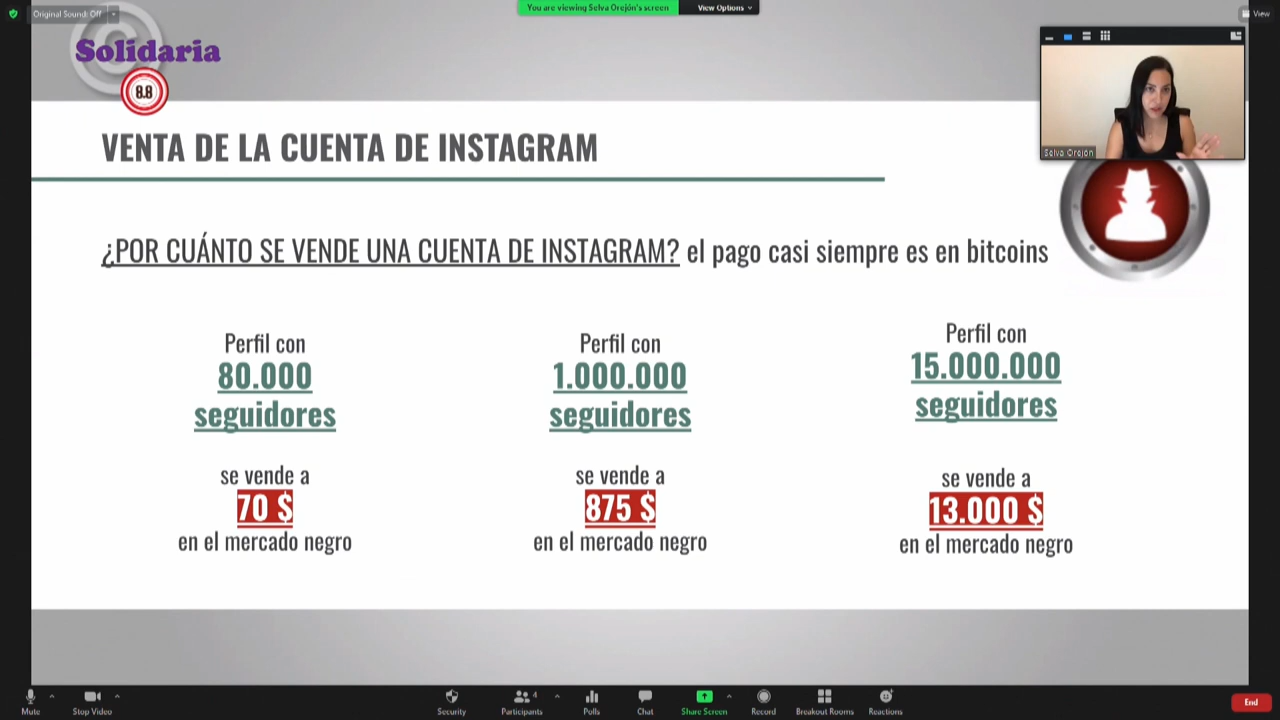 Original Sound: Off
You are viewing Selva Orejón's screen
View Options
View
Solidaria
8.8
Selva Orejón
VENTA DE LA CUENTA DE INSTAGRAM
¿POR CUÁNTO SE VENDE UNA CUENTA DE INSTAGRAM? el pago casi siempre es en bitcoins
Perfil con
80.000
seguidores
se vende a
70 $
en el mercado negro
Perfil con
1.000.000
seguidores
se vende a
875 $
en el mercado negro
Perfil con
15.000.000
seguidores
se vende a
13.000 $
en el mercado negro
Mute
Stop Video
Security
Participants
4
Polls
Chat
Share Screen
Record
Breakout Rooms
Reactions
End